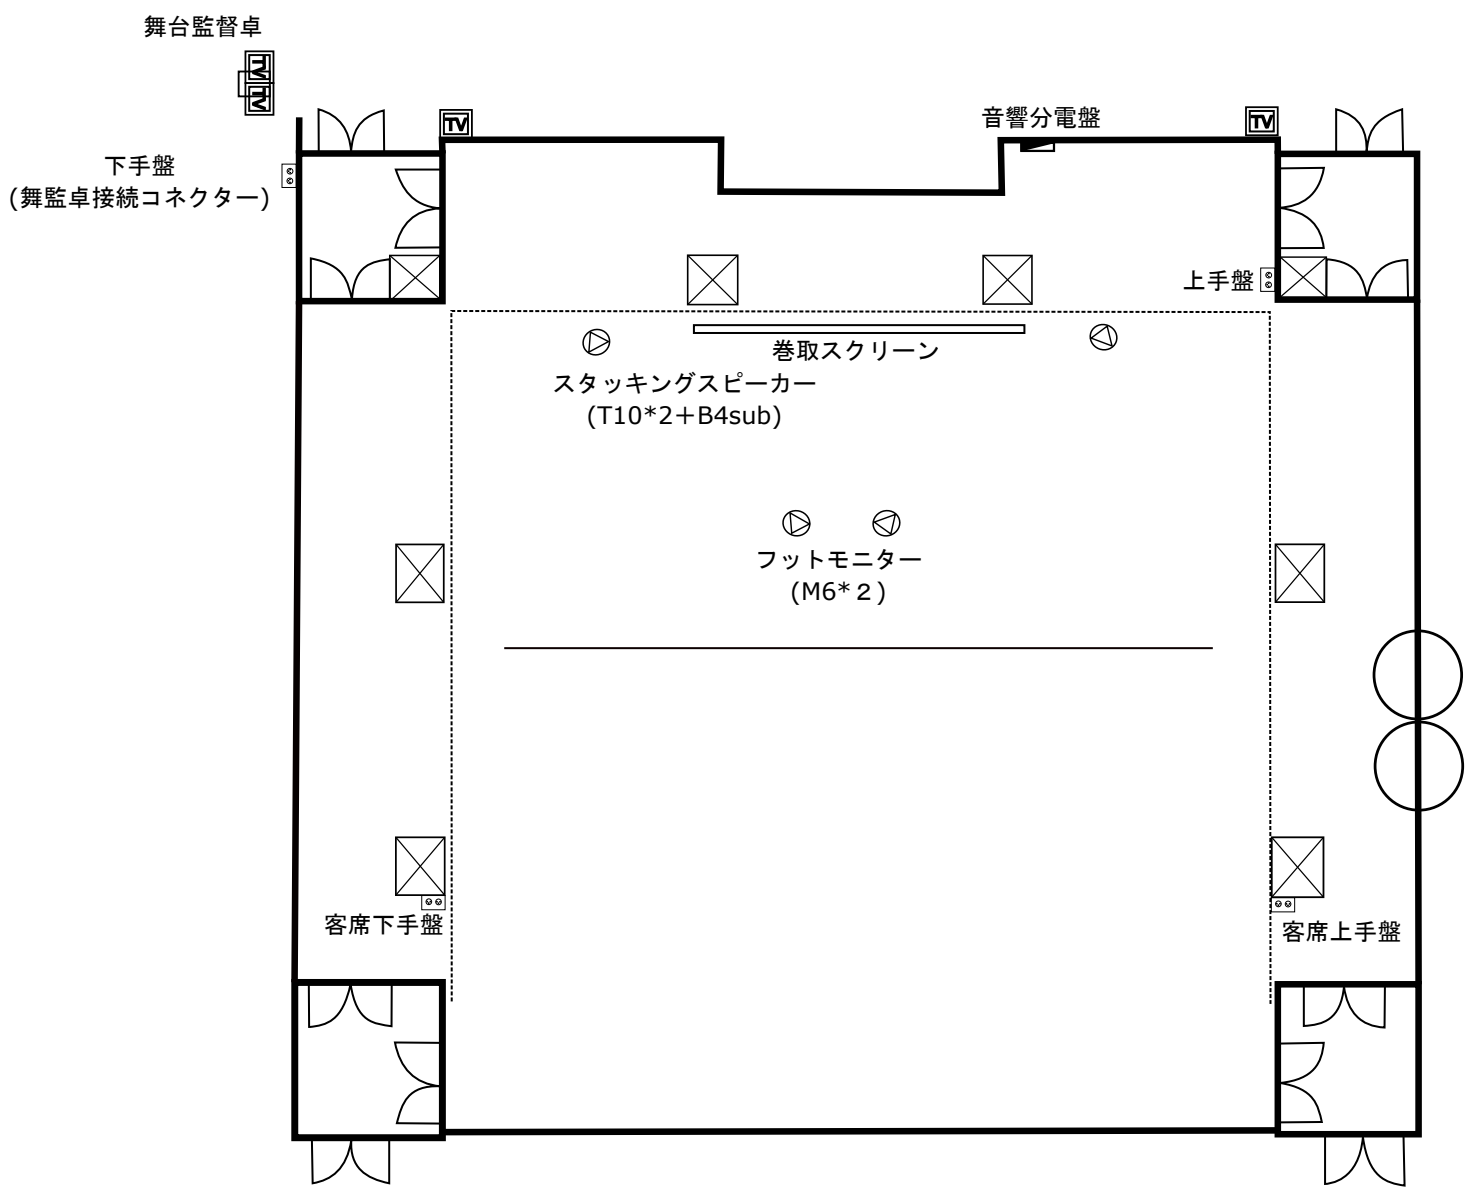 舞台監督卓
TV
TV
TV
音響分電盤
TV
下手盤
(舞監卓接続コネクター)
上手盤
巻取スクリーン
スタッキングスピーカー
(T10*2＋B4sub)
フットモニター
(M6*２)
客席下手盤
客席上手盤